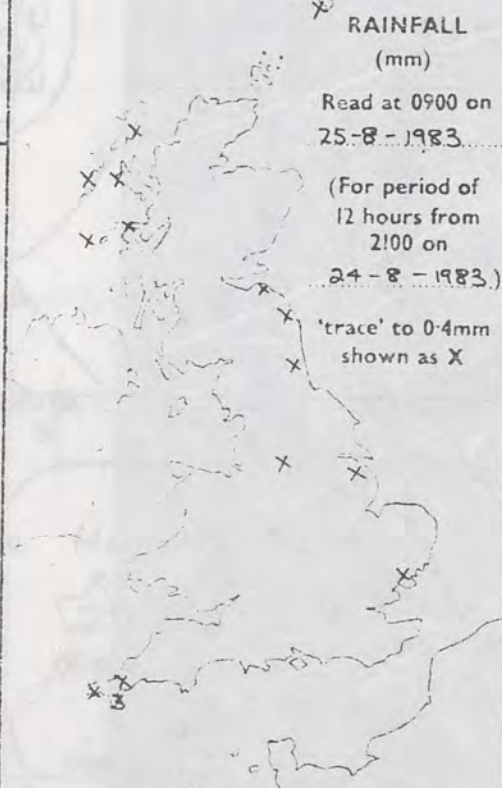 RAINFALL
(mm)
Read at 0900 on
25-8-1983
(For period of
12 hours from
2100 on
24-8-1983)
'trace' to 0·4mm
shown as X
X
X
X
X
X
X
X
X
X
X
X
X
X
X
3